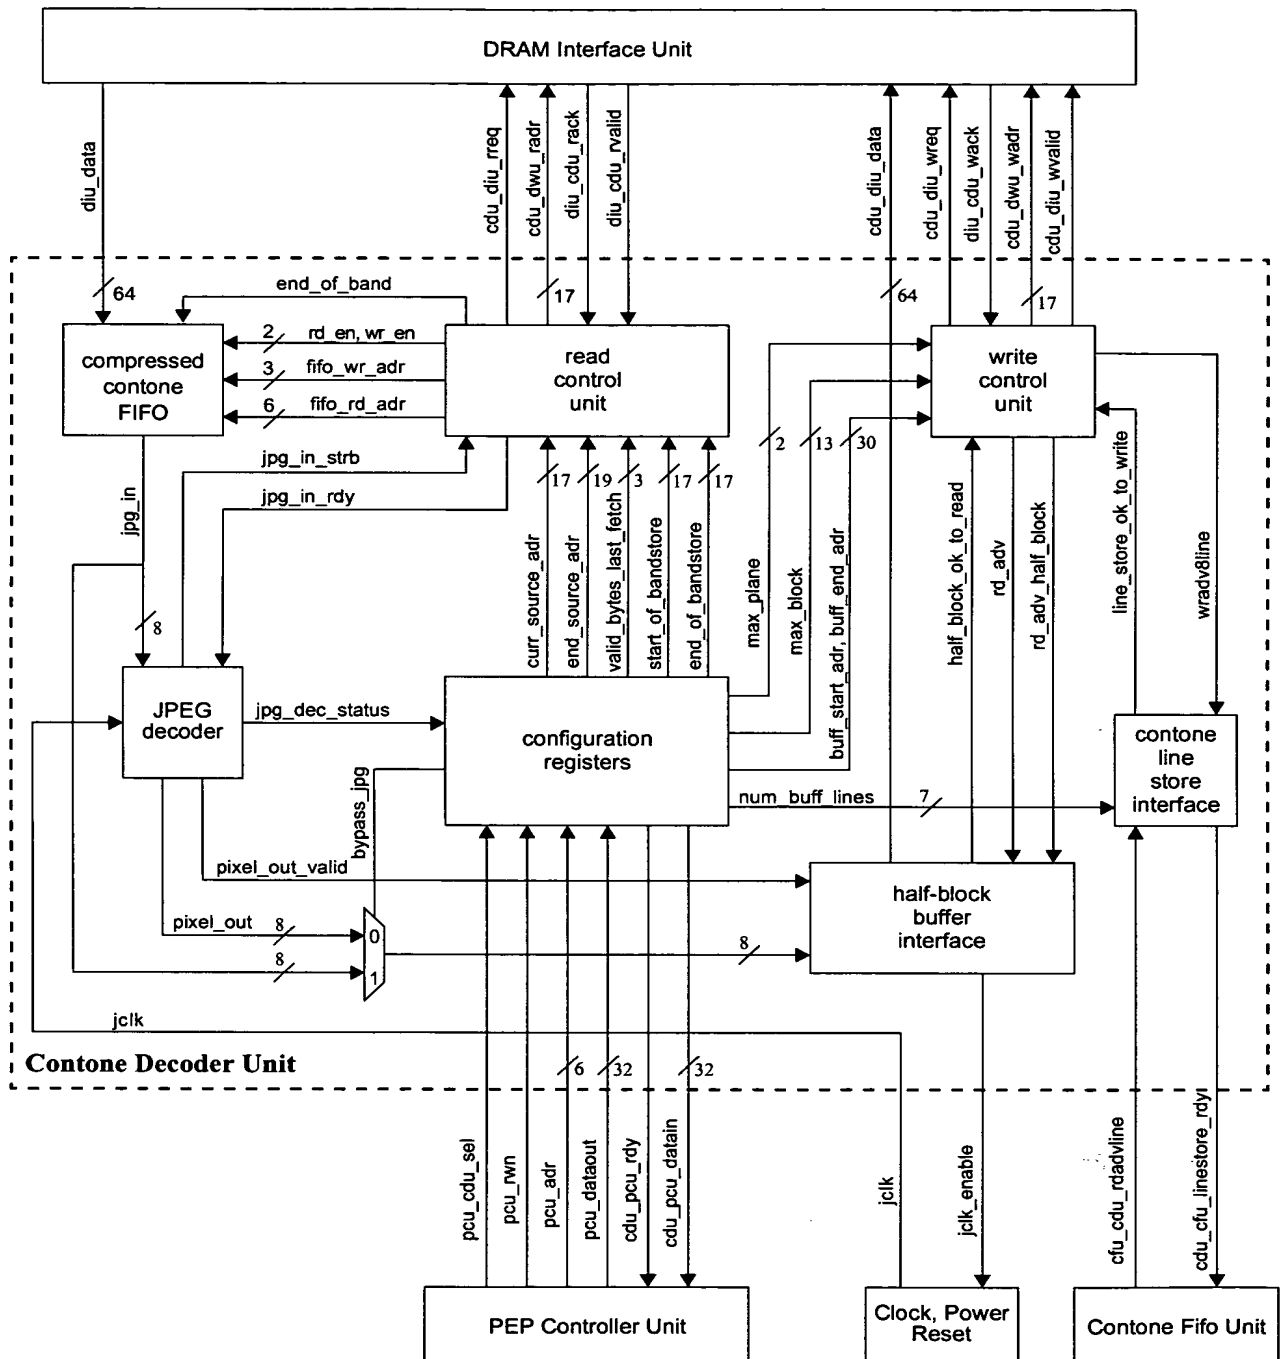 DRAM Interface Unit
diu_data
cdu_diu_rreq
cdu_dwu_radr
diu_cdu_rack
diu_cdu_rvalid
cdu_diu_data
cdu_diu_wreq
diu_cdu_wack
cdu_dwu_wadr
cdu_diu_wvalid
64
end_of_band
17
64
17
compressed
contone
FIFO
2
rd_en, wr_en
3
fifo_wr_adr
6
fifo_rd_adr
read
control
unit
write
control
unit
jpg_in_strb
jpg_in_rdy
jpg_in
8
17
19
3
17
17
curr_source_adr
end_source_adr
valid_bytes_last_fetch
start_of_bandstore
end_of_bandstore
2
13
30
max_plane
max_block
buff_start_adr, buff_end_adr
half_block_ok_to_read
rd_adv
rd_adv_half_block
line_store_ok_to_write
wradv8line
JPEG
decoder
jpg_dec_status
configuration
registers
contone
line
store
interface
num_buff_lines
7
bypass_jpg
pixel_out_valid
pixel_out
8
0
8
1
8
half-block
buffer
interface
jclk
Contone Decoder Unit
6
32
32
pcu_cdu_sel
pcu_rwn
pcu_adr
pcu_dataout
cdu_pcu_rdy
cdu_pcu_datain
jclk
jclk_enable
cfu_cdu_rdadvline
cdu_cfu_linestore_rdy
PEP Controller Unit
Clock, Power
Reset
Contone Fifo Unit